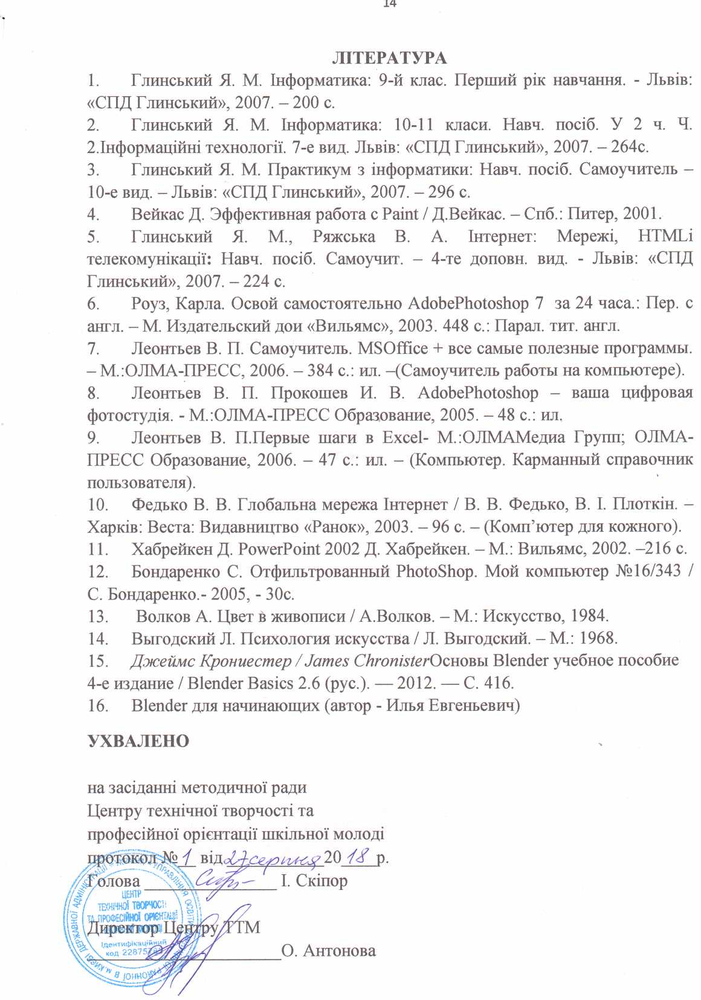 14
ЛІТЕРАТУРА
1. Глинський Я. М. Інформатика: 9-й клас. Перший рік навчання. - Львів:
«СПД Глинський», 2007. – 200 с.
2. Глинський Я. М. Інформатика: 10-11 класи. Навч. посіб. У 2 ч. Ч.
2.Інформаційні технології. 7-е вид. Львів: «СПД Глинський», 2007. – 264с.
3. Глинський Я. М. Практикум з інформатики: Навч. посіб. Самоучитель –
10-е вид. – Львів: «СПД Глинський», 2007. – 296 с.
4. Вейкас Д. Эффективная работа с Paint / Д.Вейкас. – Спб.: Питер, 2001.
5. Глинський Я. М., Ряжська В. А. Інтернет: Мережі, HTMLі
телекомунікації: Навч. посіб. Самоучит. – 4-те доповн. вид. - Львів: «СПД
Глинський», 2007. – 224 с.
6. Роуз, Карла. Освой самостоятельно AdobePhotoshop 7 за 24 часа.: Пер. с
англ. – М. Издательский дои «Вильямс», 2003. 448 с.: Парал. тит. англ.
7. Леонтьев В. П. Самоучитель. MSOffice + все самые полезные программы.
– М.:ОЛМА-ПРЕСС, 2006. – 384 с.: ил. –(Самоучитель работы на компьютере).
8. Леонтьев В. П. Прокошев И. В. AdobePhotoshop – ваша цифровая
фотостудія. - М.:ОЛМА-ПРЕСС Образование, 2005. – 48 с.: ил.
9. Леонтьев В. П.Первые шаги в Excel- М.:ОЛМАМедиа Групп; ОЛМА-
ПРЕСС Образование, 2006. – 47 с.: ил. – (Компьютер. Карманный справочник
пользователя).
10. Федько В. В. Глобальна мережа Інтернет / В. В. Федько, В. І. Плоткін. –
Харків: Веста: Видавництво «Ранок», 2003. – 96 с. – (Комп’ютер для кожного).
11. Хабрейкен Д. PowerPoint 2002 Д. Хабрейкен. – М.: Вильямс, 2002. –216 с.
12. Бондаренко С. Отфильтрованный PhotoShop. Мой компьютер №16/343 /
С. Бондаренко.- 2005, - 30с.
13. Волков А. Цвет в живописи / А.Волков. – М.: Искусство, 1984.
14. Выгодский Л. Психология искусства / Л. Выгодский. – М.: 1968.
15. Джеймс Крониестер / James ChronisterОсновы Blender учебное пособие
4-е издание / Blender Basics 2.6 (рус.). — 2012. — С. 416.
16. Blender для начинающих (автор - Илья Евгеньевич)
УХВАЛЕНО
на засіданні методичної ради
Центру технічної творчості та
професійної орієнтації шкільної молоді
протокол № 1 від 27 серпня 20 18 р.
Голова І. Скіпор
ЦЕНТР
ТЕХНІЧНОЇ ТВОРЧОСТІ
ТА ПРОФЕСІЙНОЇ ОРІЄНТАЦІЇ
Директор Центру ТТМ
Ідентифікаційний
код
О. Антонова